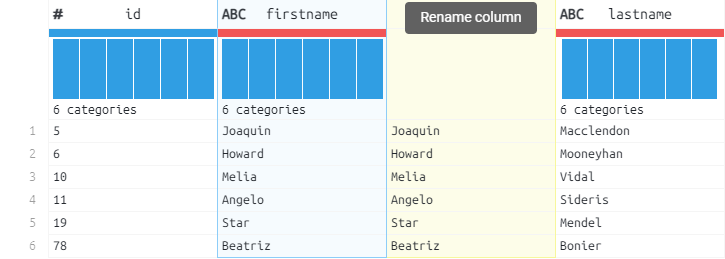 # id ABC firstname Rename column ABC lastname
6 categories 6 categories 6 categories
1 5 Joaquin Joaquin Macclendon
2 6 Howard Howard Mooneyhan
3 10 Melia Melia Vidal
4 11 Angelo Angelo Sideris
5 19 Star Star Mendel
6 78 Beatriz Beatriz Bonier